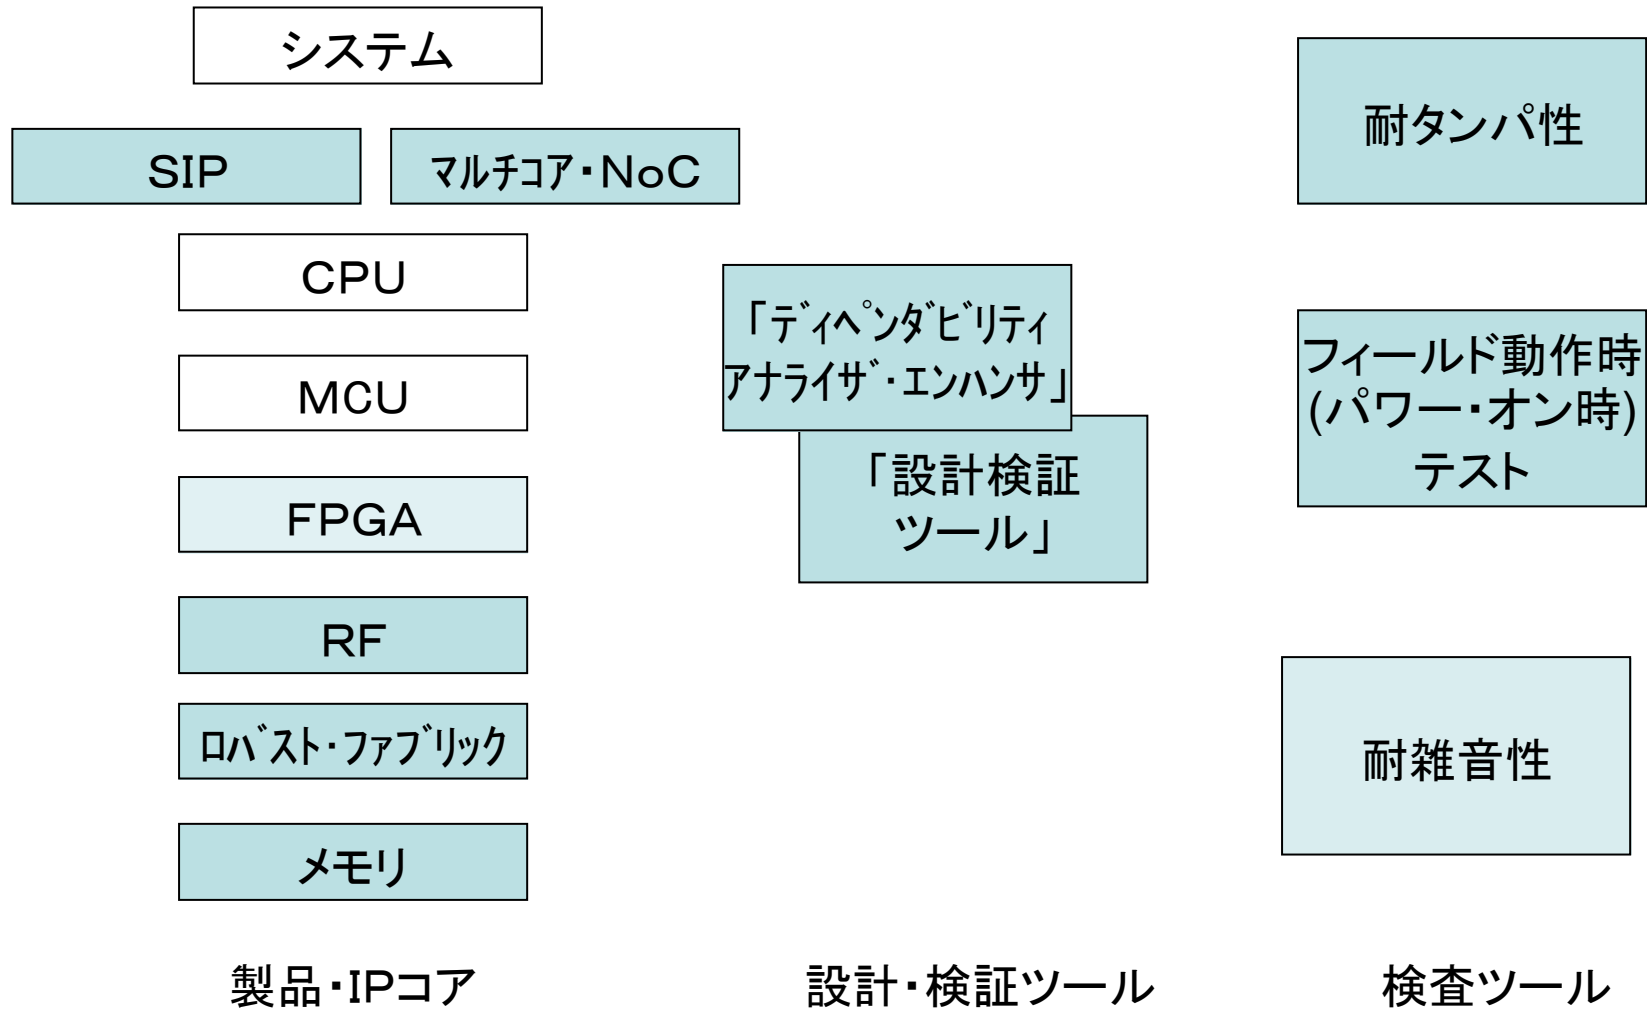 システム
SIP
マルチコア・NoC
CPU
MCU
FPGA
RF
ロバスト・ファブリック
メモリ
製品・IPコア
「ディペンダビリティ
アナライザ・エンハンサ」
「設計検証
ツール」
設計・検証ツール
耐タンパ性
フィールド動作時
(パワー・オン時)
テスト
耐雑音性
検査ツール